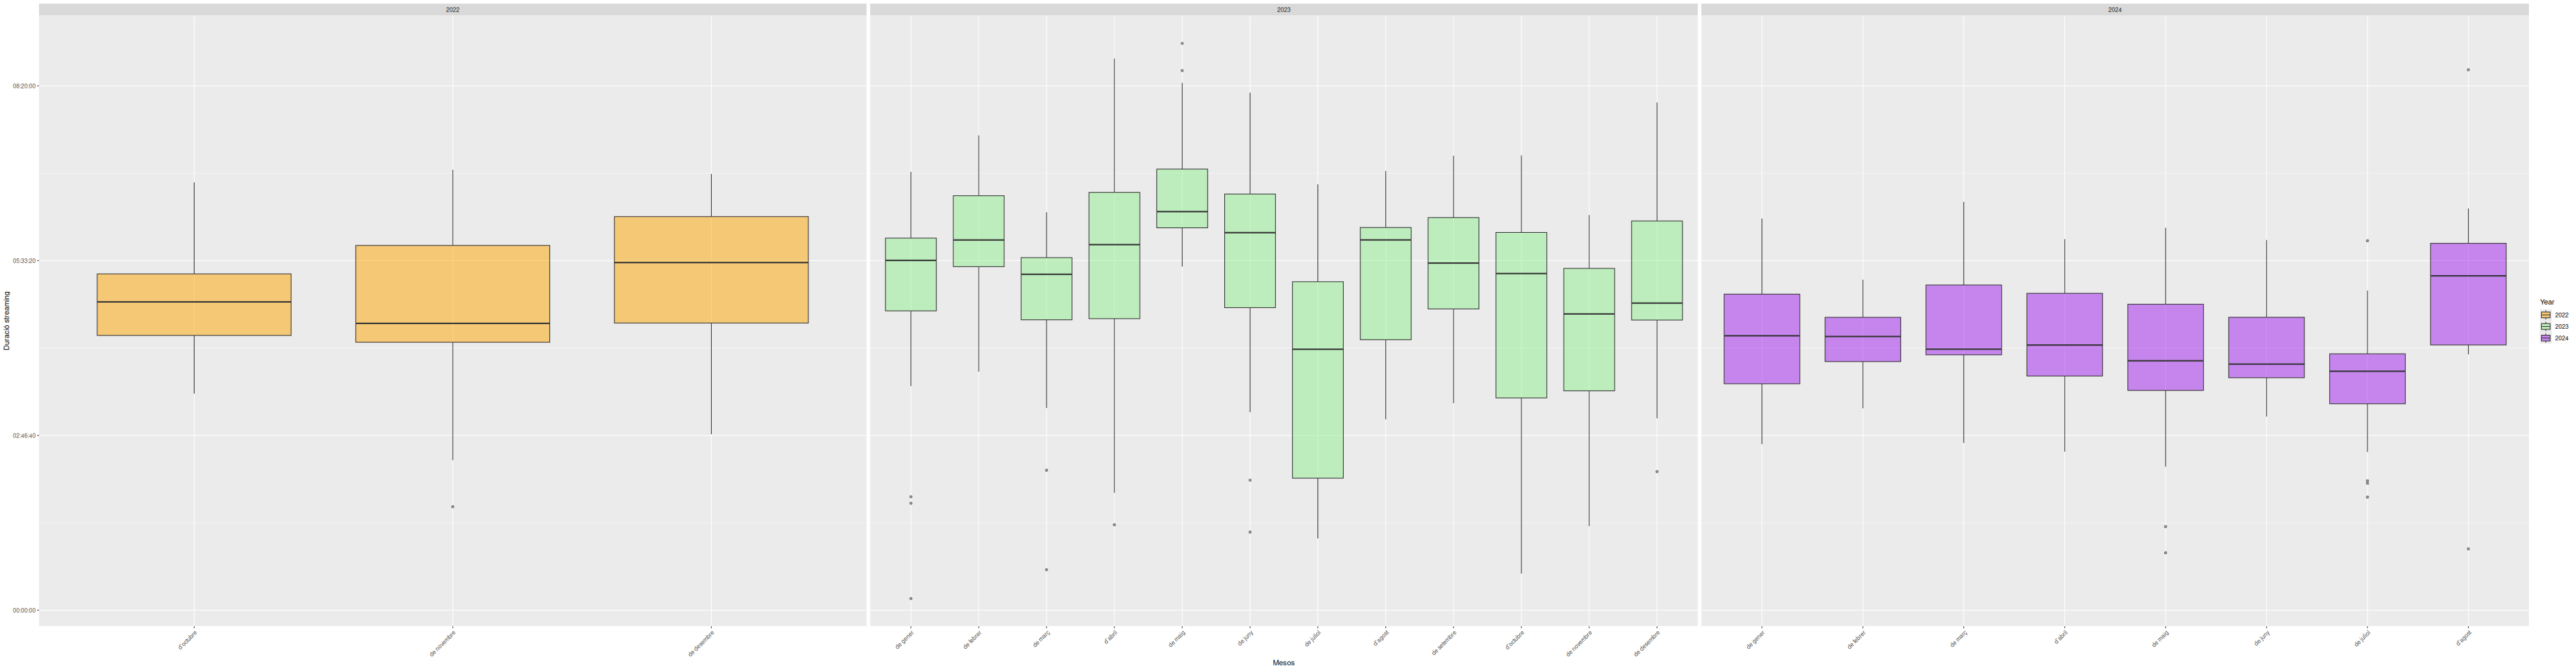 2022
2023
2024
08:20:00
05:33:20
02:46:40
00:00:00
Duració streaming
d'octubre
de novembre
de desembre
de gener
de febrer
de març
d'abril
de maig
de juny
de juliol
d'agost
de setembre
d'octubre
de novembre
de desembre
de gener
de febrer
de març
d'abril
de maig
de juny
de juliol
d'agost
Mesos
Year
2022
2023
2024